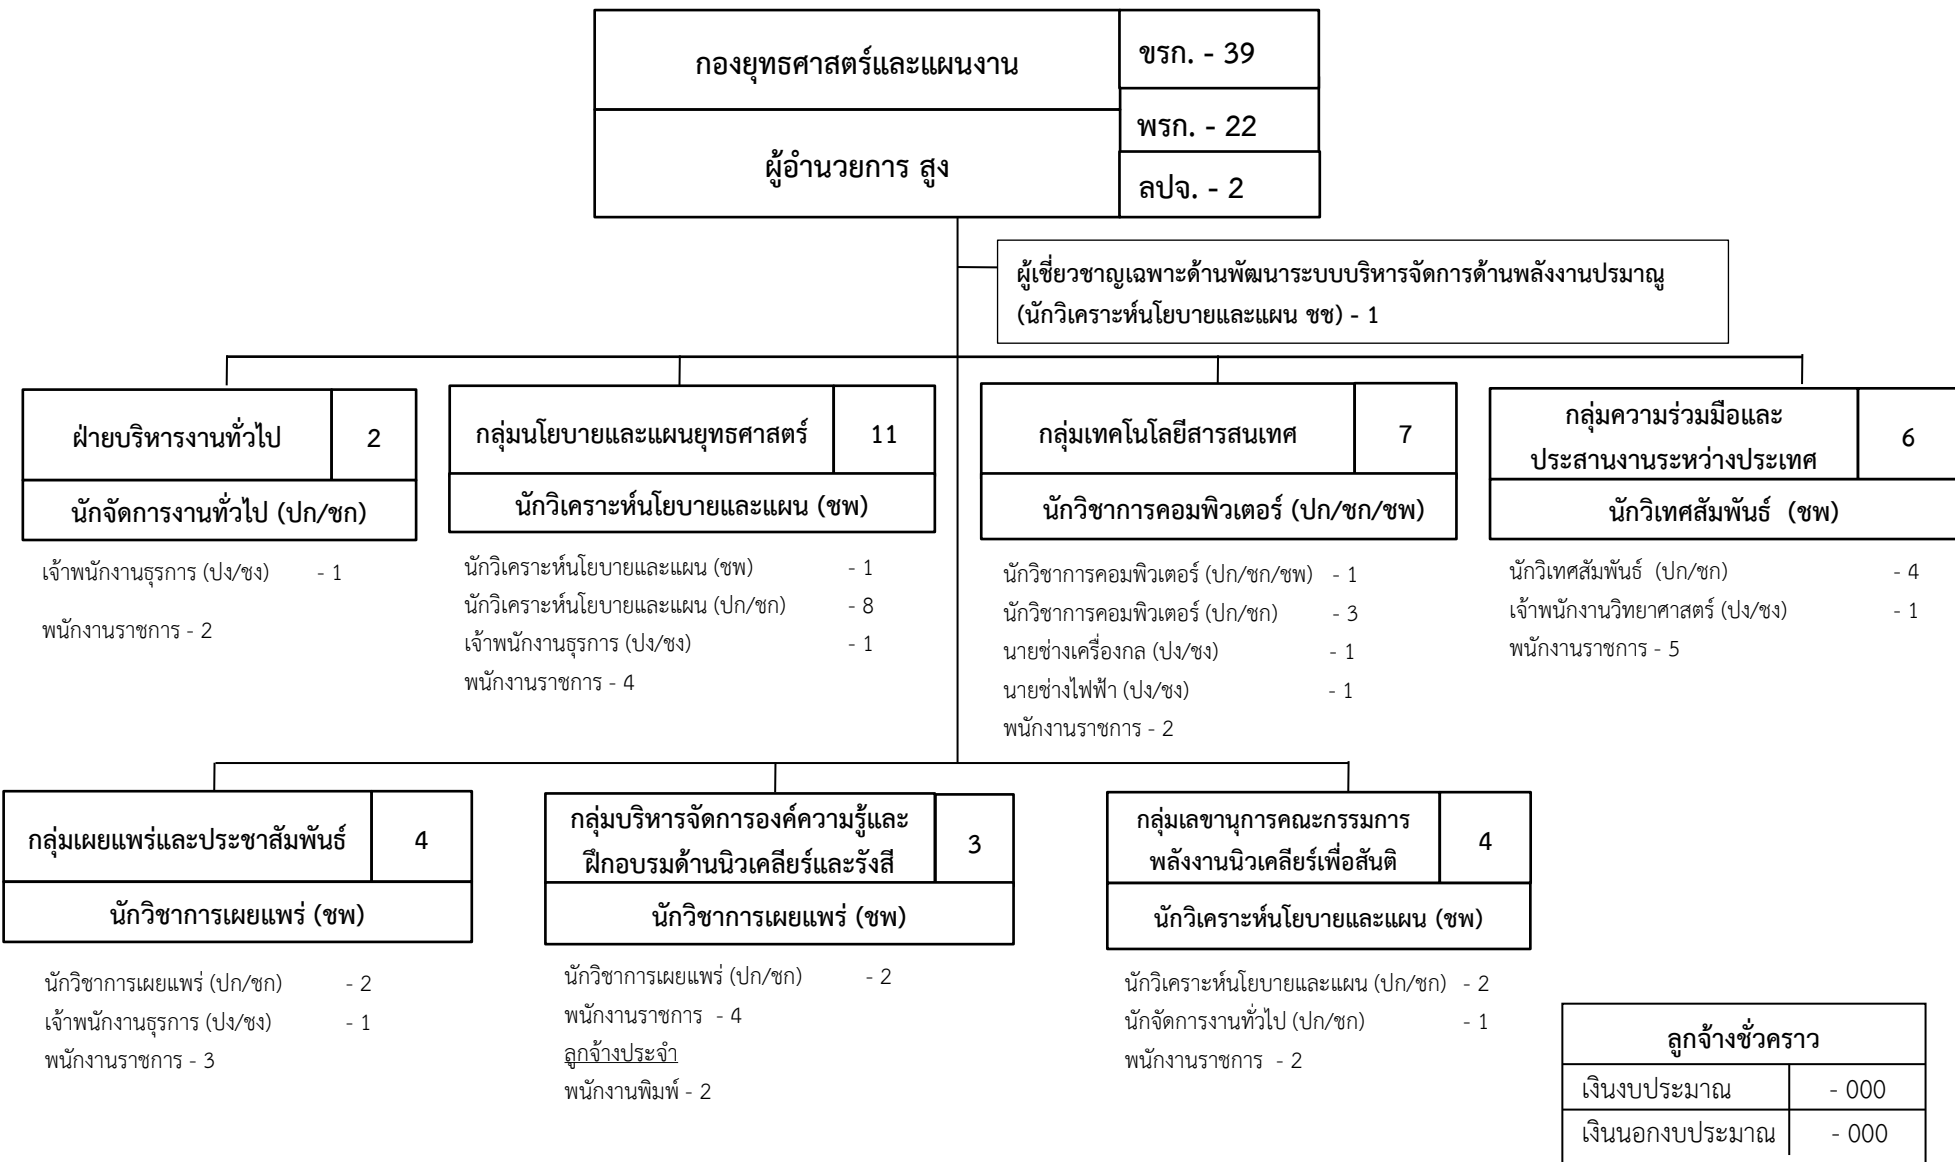 กองยุทธศาสตร์และแผนงาน
ขรก. - 39
ผู้อำนวยการ สูง
พรก. - 22
ลปจ. - 2
ผู้เชี่ยวชาญเฉพาะด้านพัฒนาระบบบริหารจัดการด้านพลังงานปรมาณู
(นักวิเคราะห์นโยบายและแผน ชช) - 1
ฝ่ายบริหารงานทั่วไป 2
นักจัดการงานทั่วไป (ปก/ชก)
เจ้าพนักงานธุรการ (ปง/ชง) - 1
พนักงานราชการ - 2
กลุ่มนโยบายและแผนยุทธศาสตร์ 11
นักวิเคราะห์นโยบายและแผน (ชพ)
นักวิเคราะห์นโยบายและแผน (ชพ) - 1
นักวิเคราะห์นโยบายและแผน (ปก/ชก) - 8
เจ้าพนักงานธุรการ (ปง/ชง) - 1
พนักงานราชการ - 4
กลุ่มเทคโนโลยีสารสนเทศ 7
นักวิชาการคอมพิวเตอร์ (ปก/ชก/ชพ)
นักวิชาการคอมพิวเตอร์ (ปก/ชก/ชพ) - 1
นักวิชาการคอมพิวเตอร์ (ปก/ชก) - 3
นายช่างเครื่องกล (ปง/ชง) - 1
นายช่างไฟฟ้า (ปง/ชง) - 1
พนักงานราชการ - 2
กลุ่มความร่วมมือและ
ประสานงานระหว่างประเทศ 6
นักวิเทศสัมพันธ์ (ชพ)
นักวิเทศสัมพันธ์ (ปก/ชก) - 4
เจ้าพนักงานวิทยาศาสตร์ (ปง/ชง) - 1
พนักงานราชการ - 5
กลุ่มเผยแพร่และประชาสัมพันธ์ 4
นักวิชาการเผยแพร่ (ชพ)
นักวิชาการเผยแพร่ (ปก/ชก) - 2
เจ้าพนักงานธุรการ (ปง/ชง) - 1
พนักงานราชการ - 3
กลุ่มบริหารจัดการองค์ความรู้และ
ฝึกอบรมด้านนิวเคลียร์และรังสี 3
นักวิชาการเผยแพร่ (ชพ)
นักวิชาการเผยแพร่ (ปก/ชก) - 2
พนักงานราชการ - 4
ลูกจ้างประจำ
พนักงานพิมพ์ - 2
กลุ่มเลขานุการคณะกรรมการ
พลังงานนิวเคลียร์เพื่อสันติ 4
นักวิเคราะห์นโยบายและแผน (ชพ)
นักวิเคราะห์นโยบายและแผน (ปก/ชก) - 2
นักจัดการงานทั่วไป (ปก/ชก) - 1
พนักงานราชการ - 2
ลูกจ้างชั่วคราว
เงินงบประมาณ - 000
เงินนอกงบประมาณ - 000